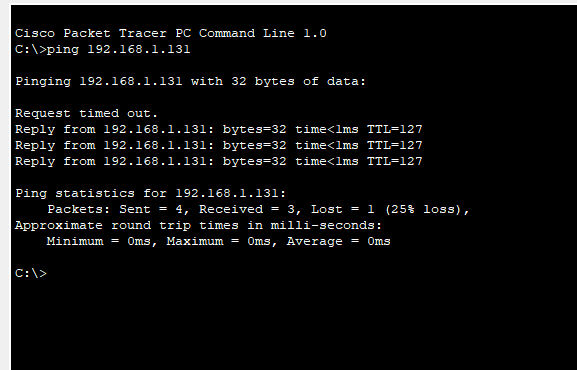 Cisco Packet Tracer PC Command Line 1.0
C:\>ping 192.168.1.131
Pinging 192.168.1.131 with 32 bytes of data:
Request timed out.
Reply from 192.168.1.131: bytes=32 time<1ms TTL=127
Reply from 192.168.1.131: bytes=32 time<1ms TTL=127
Reply from 192.168.1.131: bytes=32 time<1ms TTL=127
Ping statistics for 192.168.1.131:
Packets: Sent = 4, Received = 3, Lost = 1 (25% loss),
Approximate round trip times in milli-seconds:
Minimum = 0ms, Maximum = 0ms, Average = 0ms
C:\>